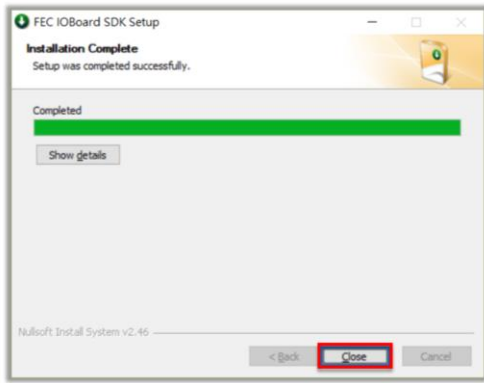 FEC IOBoard SDK Setup
Installation Complete
Setup was completed successfully.
Completed
Show details
Nullsoft Install System v2.46
< Back
Close
Cancel